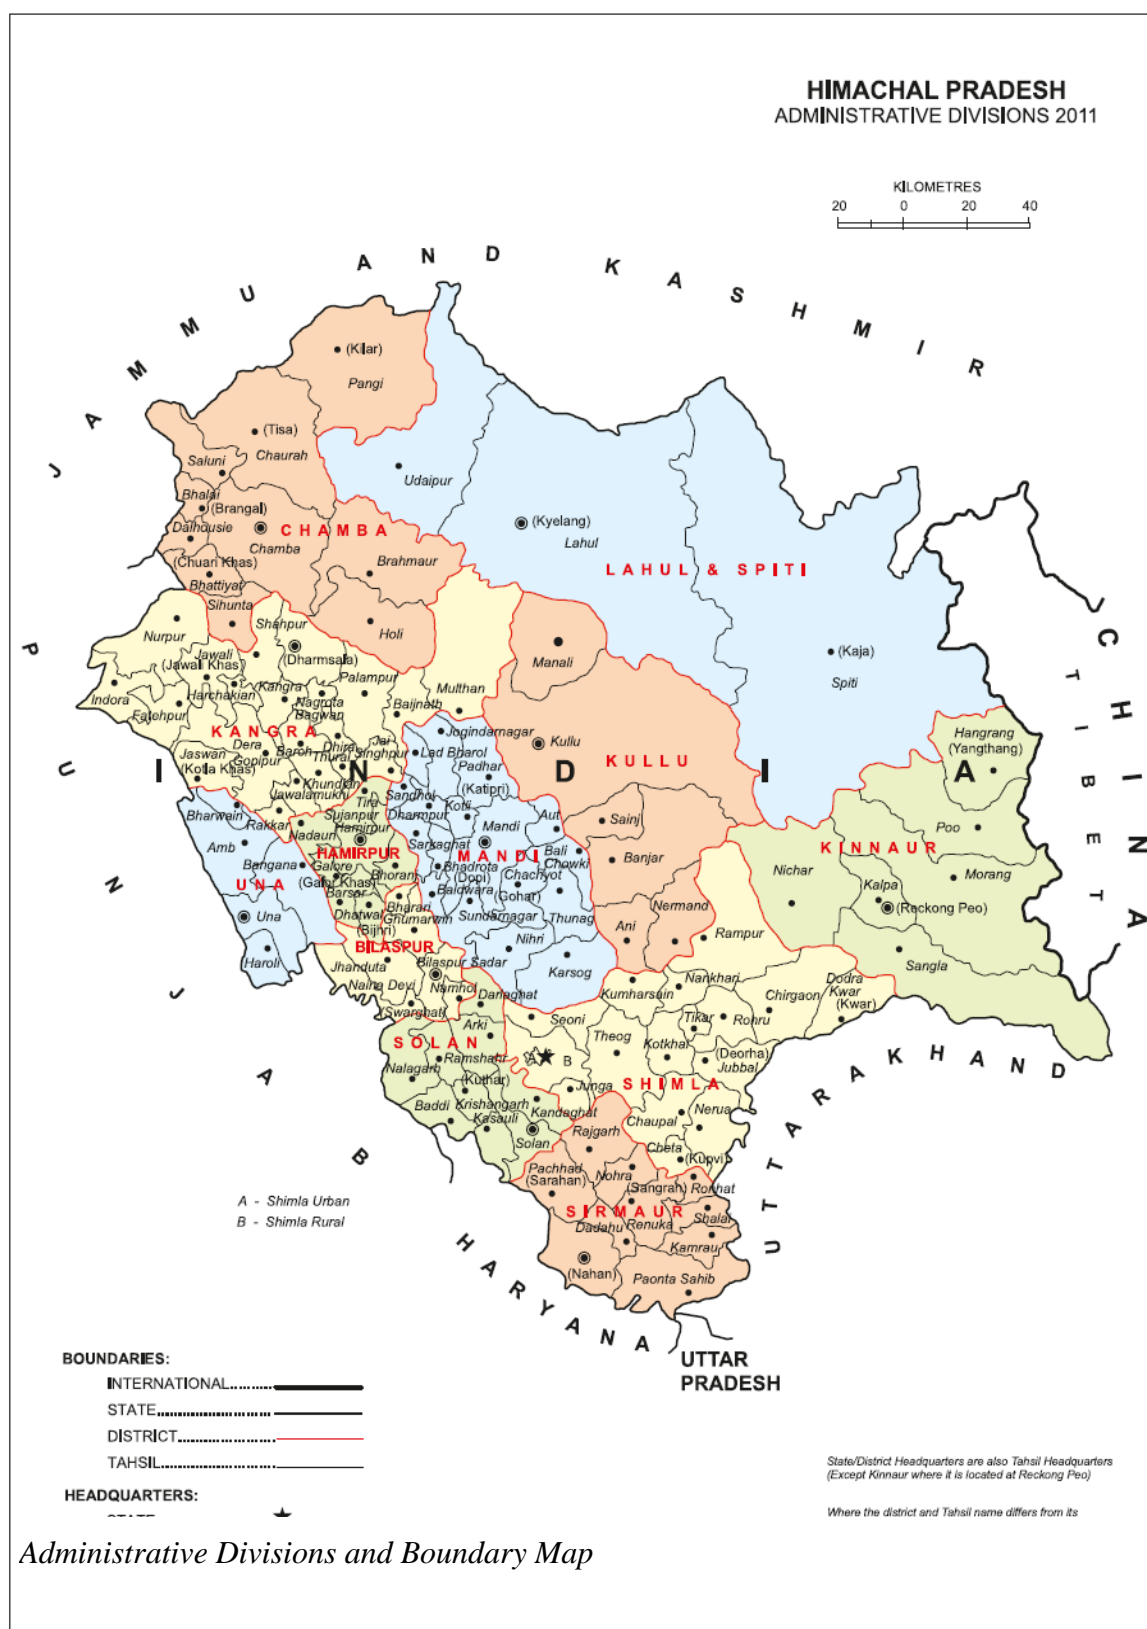 HIMACHAL PRADESH
ADMINISTRATIVE DIVISIONS 2011
KILOMETRES
20 0 20 40
JAMMU AND KASHMIR
(Kilar)
Pangi
(Tisa)
Chaurah
Saluni
Bhalai
(Brangal)
Dalhousie
CHAMBA
Chamba
(Chuari Khas)
Bhattiyat
Sihunta
Brahmaur
Holi
Udaipur
(Kyelang)
Lahul
LAHUL & SPITI
(Kaja)
Spiti
CHINA
TIBET
PUNJAB
INDIA
Nurpur
Shahpur
(Dharmsala)
Jawali
(Jawali Khas)
Indora
Harchakian
Fatehpur
Kangra
Nagrota
Bagwan
Palampur
Baijnath
Multhan
KANGRA
Dera
Gopipur
Baroh
Dhira
Thural
Jai
Singhpur
Jaswan
(Kotla Khas)
Khundian
Jawalamukhi
Rakkar
Manali
Kullu
KULLU
Sainj
Banjar
Nermand
Ani
Jogindarnagar
Lad Bharol
Padhar
(Katipri)
Sandhol
Dharmpur
Kotli
Mandi
Aut
Sarkaghat
MANDI
Bali
Chowki
Bhadrota
(Dopi)
Chachyot
(Gohar)
Baldwara
Sundarnagar
Thunag
Nihri
Karsog
Tira
Sujanpur
Hamirpur
Nadaun
HAMIRPUR
Galore
(Galor Khas)
Bhoranj
Barsar
Dhatwal
(Bijhri)
Bharwain
Amb
Bangana
UNA
Una
Haroli
Bharari
Ghumarwin
BILASPUR
Bilaspur Sadar
Jhanduta
Naina Devi
(Swarghat)
Namhol
Darlaghat
Arki
SOLAN
Ramshahr
Nalagarh
(Kuthar)
Krishangarh
Baddi
Kasauli
Kandaghat
Solan
Hangrang
(Yangthang)
Poo
KINNAUR
Morang
Nichar
Kalpa
(Reckong Peo)
Sangla
Rampur
Nankhari
Kumharsain
Dodra
Kwar
(Kwar)
Chirgaon
Seoni
Theog
Tikar
Rohru
Kotkhai
(Deorha)
Jubbal
A
B
Junga
SHIMLA
Nerua
Chaupal
Cheta
(Kupvi)
Rajgarh
Pachhad
(Sarahan)
Nohra
(Sangrah)
Ronhat
SIRMAUR
Shalai
Dadahu
Renuka
Kamrau
(Nahan)
Paonta Sahib
UTTARAKHAND
HARYANA
UTTAR
PRADESH
A - Shimla Urban
B - Shimla Rural
BOUNDARIES:
INTERNATIONAL
STATE
DISTRICT
TAHSIL
HEADQUARTERS:
State/District Headquarters are also Tahsil Headquarters
(Except Kinnaur where it is located at Reckong Peo)
Where the district and Tahsil name differs from its
Administrative Divisions and Boundary Map